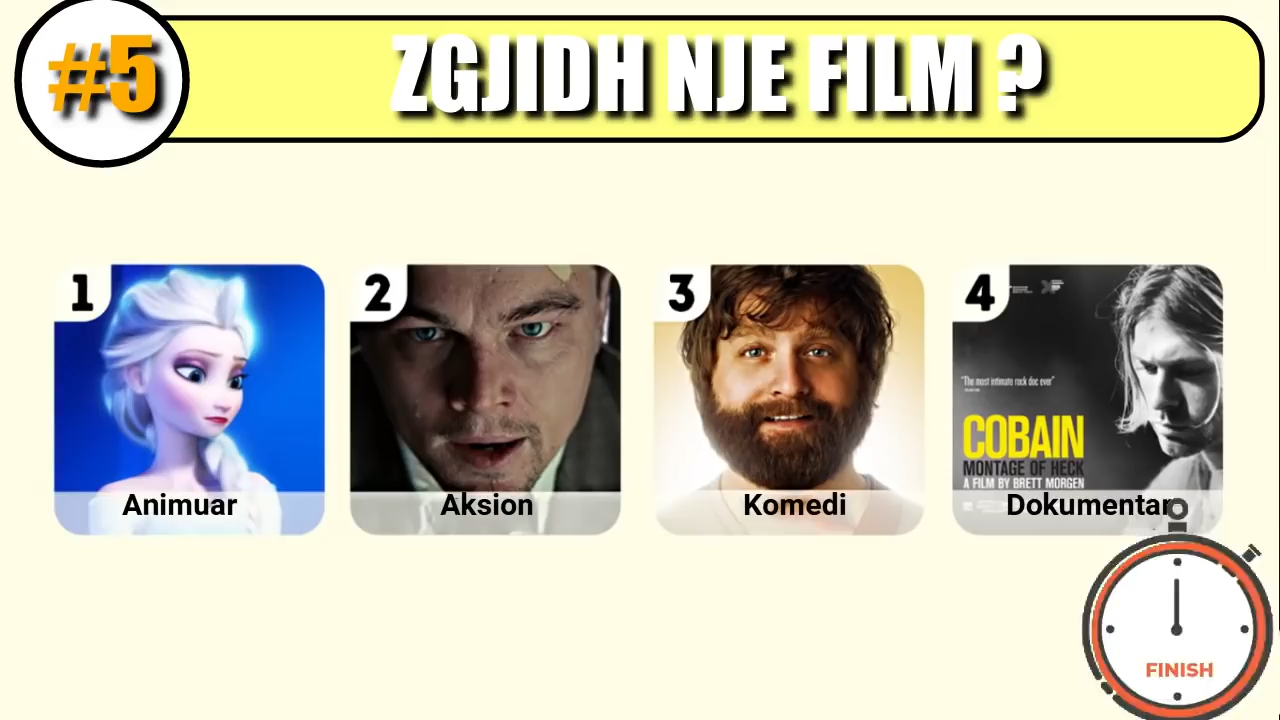 #5
ZGJIDH NJE FILM ?
1
2
3
4
"The most intimate rock doc ever"
COBAIN
MONTAGE OF HECK
A FILM BY BRETT MORGEN
Animuar
Aksion
Komedi
Dokumentar
FINISH